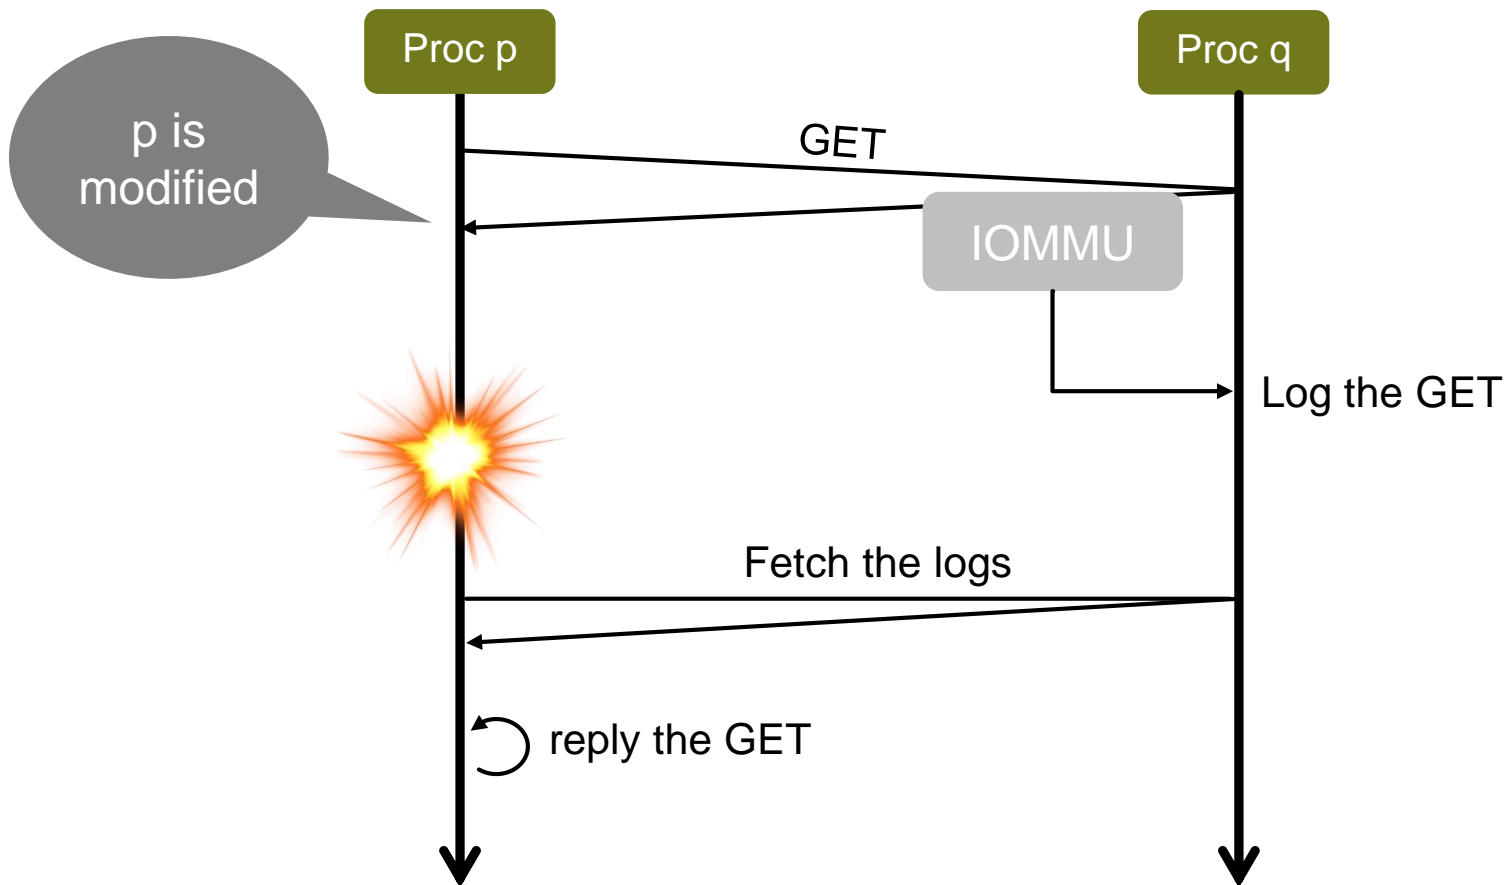 Proc p
Proc q
p is
modified
GET
IOMMU
Log the GET
Fetch the logs
reply the GET